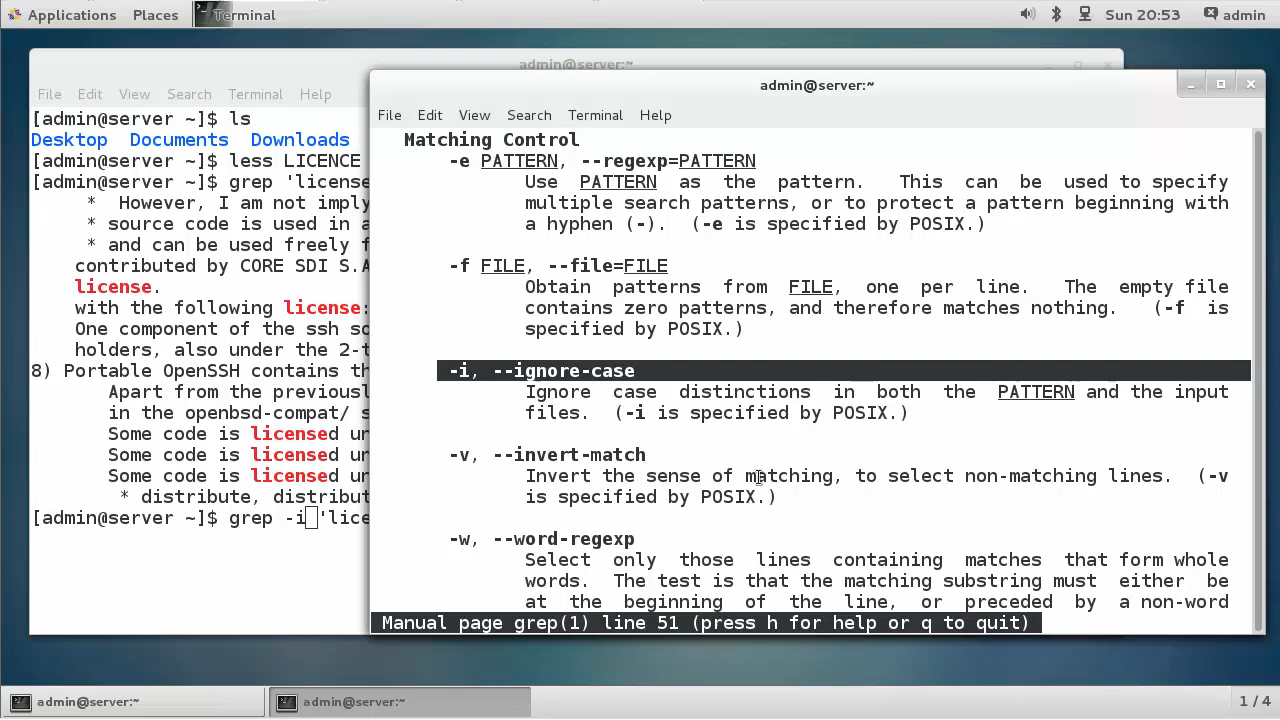 Applications Places Terminal Sun 20:53 admin
admin@server:~
File Edit View Search Terminal Help
[admin@server ~]$ ls
Desktop Documents Downloads
[admin@server ~]$ less LICENCE
[admin@server ~]$ grep 'license
* However, I am not imply
* source code is used in a
* and can be used freely f
contributed by CORE SDI S.A
license.
with the following license:
One component of the ssh so
holders, also under the 2-t
8) Portable OpenSSH contains th
Apart from the previousl
in the openbsd-compat/ s
Some code is licensed un
Some code is licensed un
Some code is licensed un
* distribute, distribut
[admin@server ~]$ grep -i 'lice
admin@server:~
File Edit View Search Terminal Help
Matching Control
-e PATTERN, --regexp=PATTERN
Use PATTERN as the pattern. This can be used to specify
multiple search patterns, or to protect a pattern beginning with
a hyphen (-). (-e is specified by POSIX.)
-f FILE, --file=FILE
Obtain patterns from FILE, one per line. The empty file
contains zero patterns, and therefore matches nothing. (-f is
specified by POSIX.)
-i, --ignore-case
Ignore case distinctions in both the PATTERN and the input
files. (-i is specified by POSIX.)
-v, --invert-match
Invert the sense of matching, to select non-matching lines. (-v
is specified by POSIX.)
-w, --word-regexp
Select only those lines containing matches that form whole
words. The test is that the matching substring must either be
at the beginning of the line, or preceded by a non-word
Manual page grep(1) line 51 (press h for help or q to quit)
admin@server:~ admin@server:~ 1 / 4